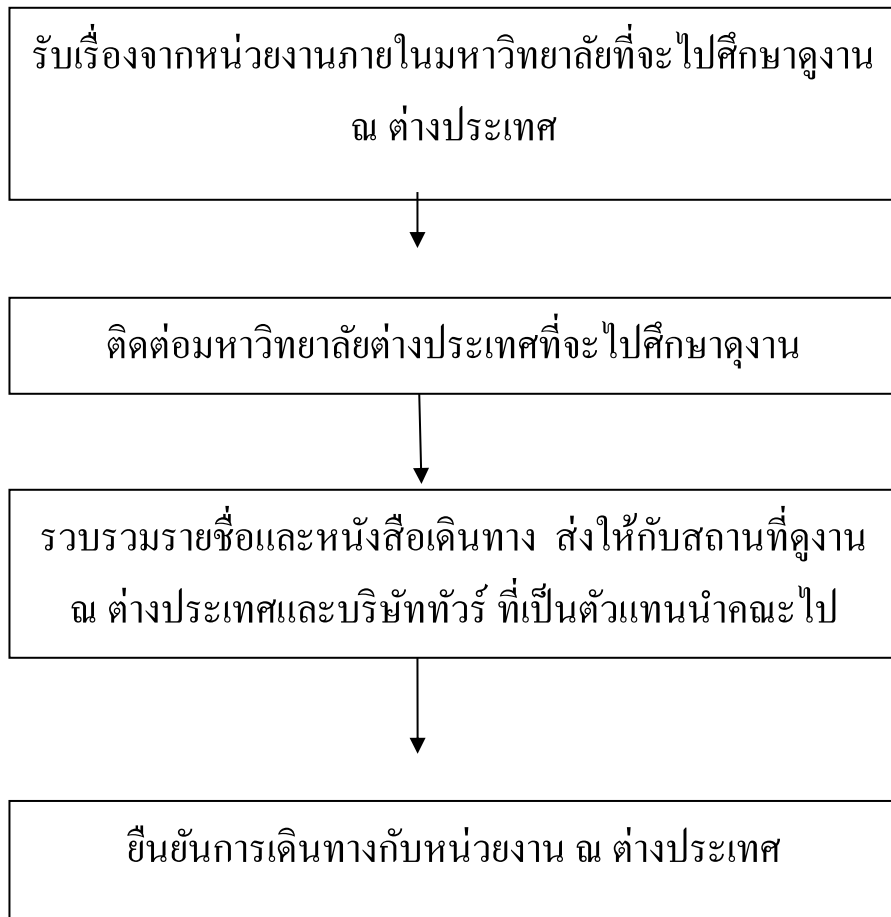 รับเรื่องจากหน่วยงานภายในมหาวิทยาลัยที่จะไปศึกษาดูงาน
ณ ต่างประเทศ
ติดต่อมหาวิทยาลัยต่างประเทศที่จะไปศึกษาดุงาน
รวบรวมรายชื่อและหนังสือเดินทาง ส่งให้กับสถานที่ดูงาน
ณ ต่างประเทศและบริษัททัวร์ ที่เป็นตัวแทนนำคณะไป
ยืนยันการเดินทางกับหน่วยงาน ณ ต่างประเทศ